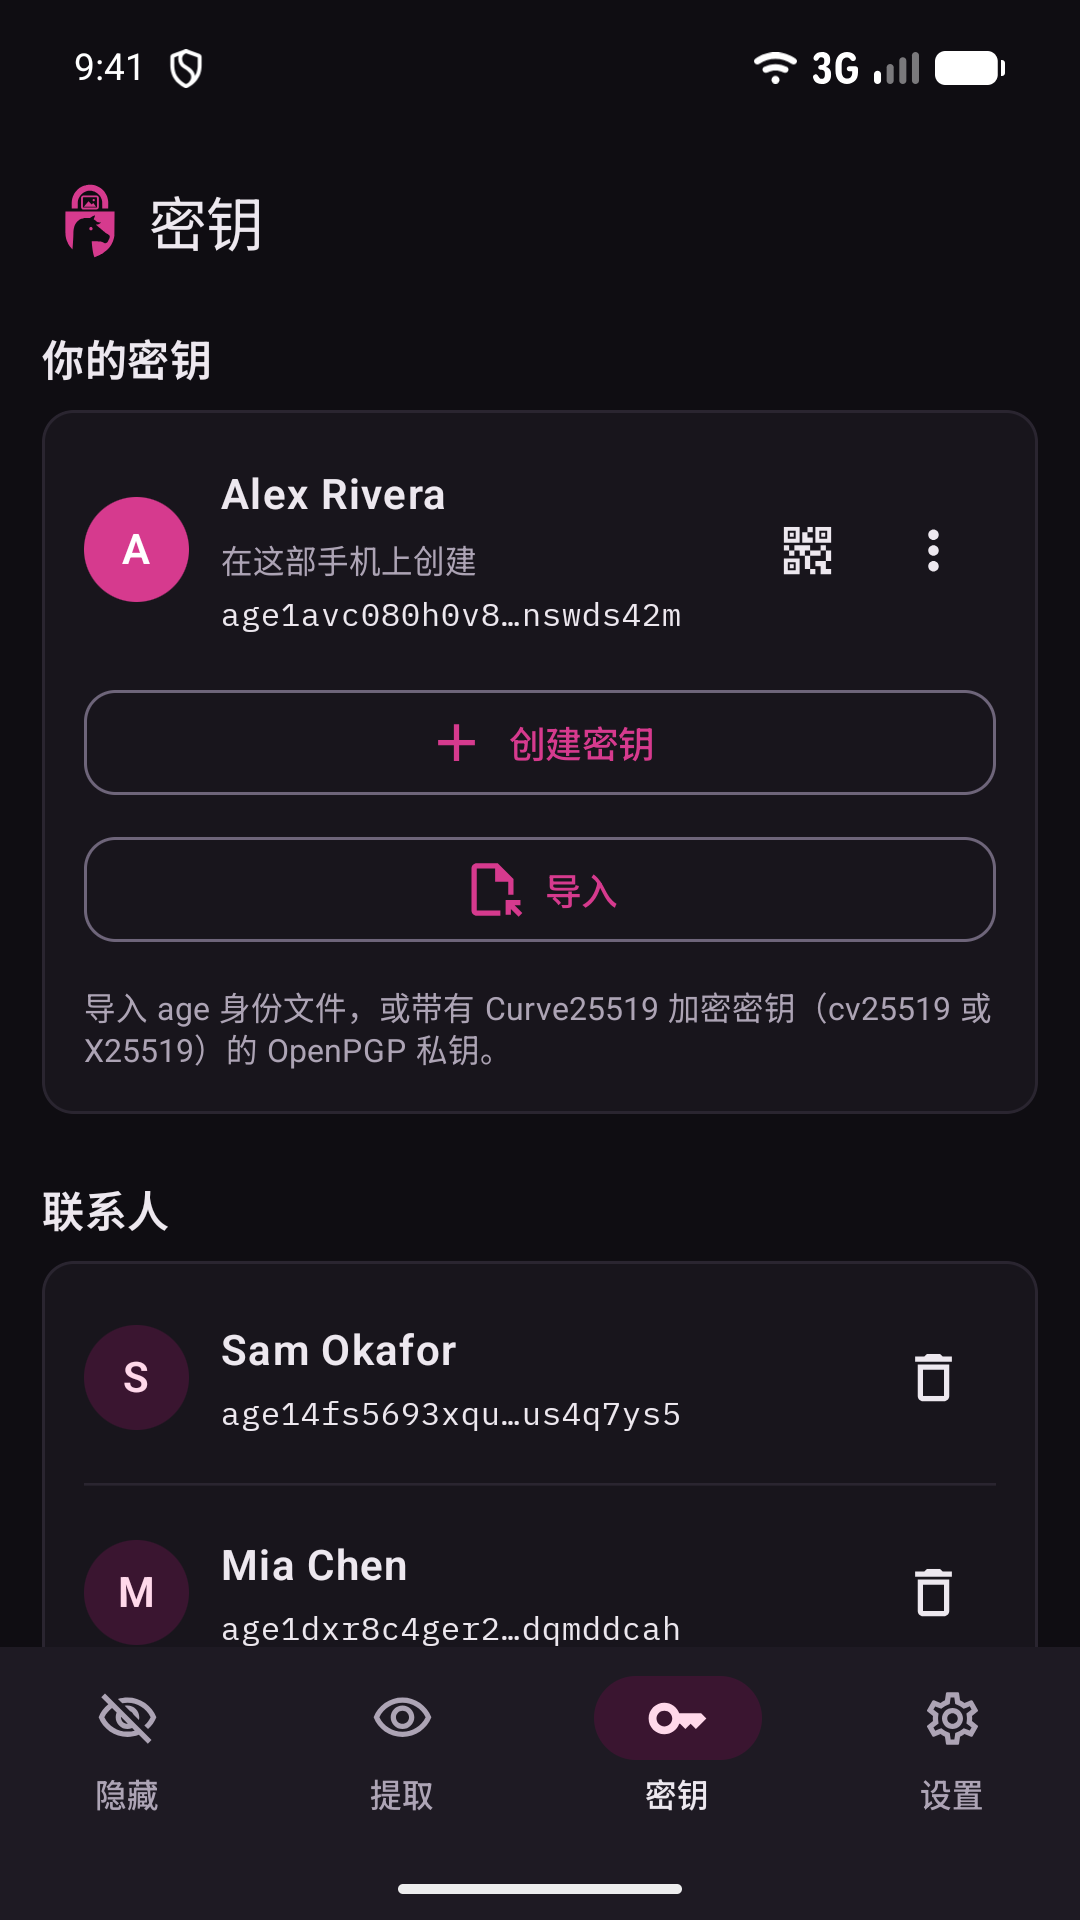 9:41
3G
密钥
你的密钥
A
Alex Rivera
在这部手机上创建
age1avc080h0v8…nswds42m
创建密钥
导入
导入 age 身份文件，或带有 Curve25519 加密密钥（cv25519 或
X25519）的 OpenPGP 私钥。
联系人
S
Sam Okafor
age14fs5693xqu…us4q7ys5
M
Mia Chen
age1dxr8c4ger2…dqmddcah
隐藏
提取
密钥
设置